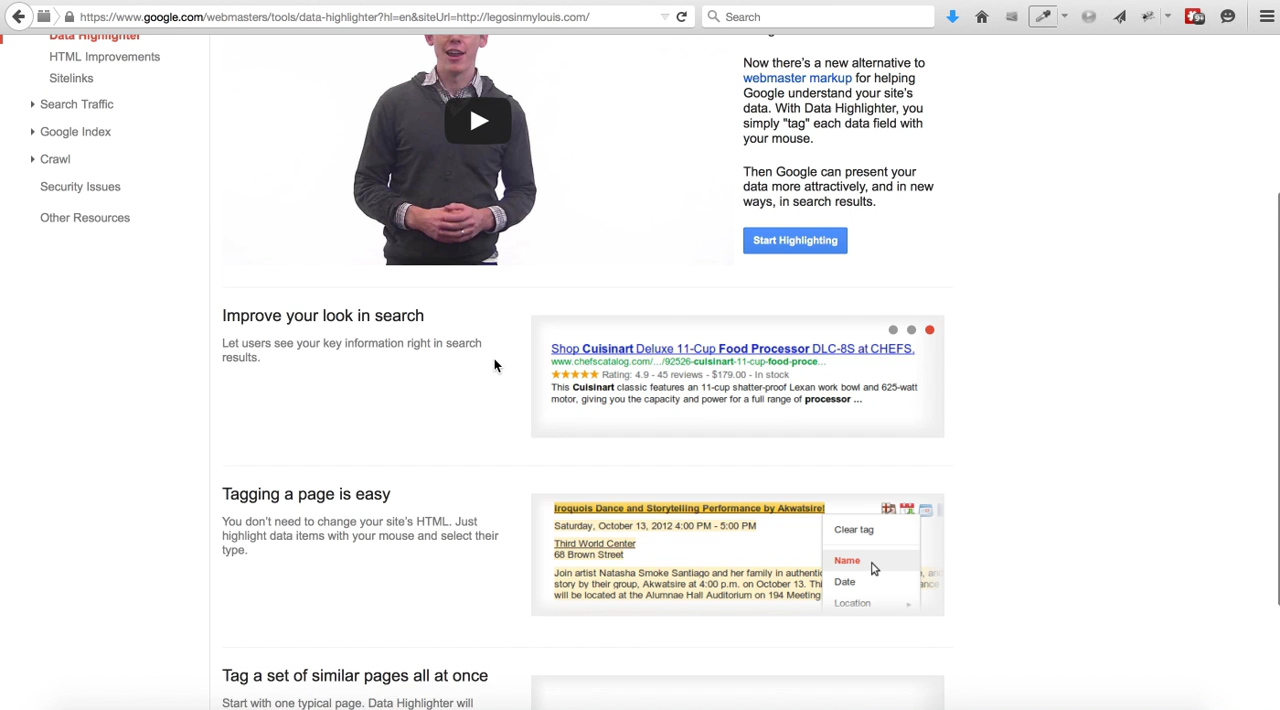 https://www.google.com/webmasters/tools/data-highlighter?hl=en&siteUrl=http://legosinmylouis.com/
Search
Data Highlighter
HTML Improvements
Sitelinks
Search Traffic
Google Index
Crawl
Security Issues
Other Resources
Now there's a new alternative to
webmaster markup for helping
Google understand your site's
data. With Data Highlighter, you
simply "tag" each data field with
your mouse.
Then Google can present your
data more attractively, and in new
ways, in search results.
Start Highlighting
Improve your look in search
Let users see your key information right in search
results.
Shop Cuisinart Deluxe 11-Cup Food Processor DLC-8S at CHEFS.
www.chefscatalog.com/.../92526-cuisinart-11-cup-food-proce...
Rating: 4.9 - 45 reviews - $179.00 - In stock
This Cuisinart classic features an 11-cup shatter-proof Lexan work bowl and 625-watt
motor, giving you the capacity and power for a full range of processor ...
Tagging a page is easy
You don't need to change your site's HTML. Just
highlight data items with your mouse and select their
type.
Iroquois Dance and Storytelling Performance by Akwatsire!
Saturday, October 13, 2012 4:00 PM - 5:00 PM
Third World Center
68 Brown Street
Join artist Natasha Smoke Santiago and her family in authentic
story by their group, Akwatsire at 4:00 p.m. on October 13. Thi
will be located at the Alumnae Hall Auditorium on 194 Meeting
Clear tag
Name
Date
Location
Tag a set of similar pages all at once
Start with one typical page. Data Highlighter will